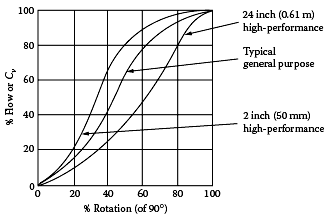 100
80
60
40
20
0
% Flow or Cv
0 20 40 60 80 100
% Rotation (of 90°)
24 inch (0.61 m)
high-performance
Typical
general purpose
2 inch (50 mm)
high-performance